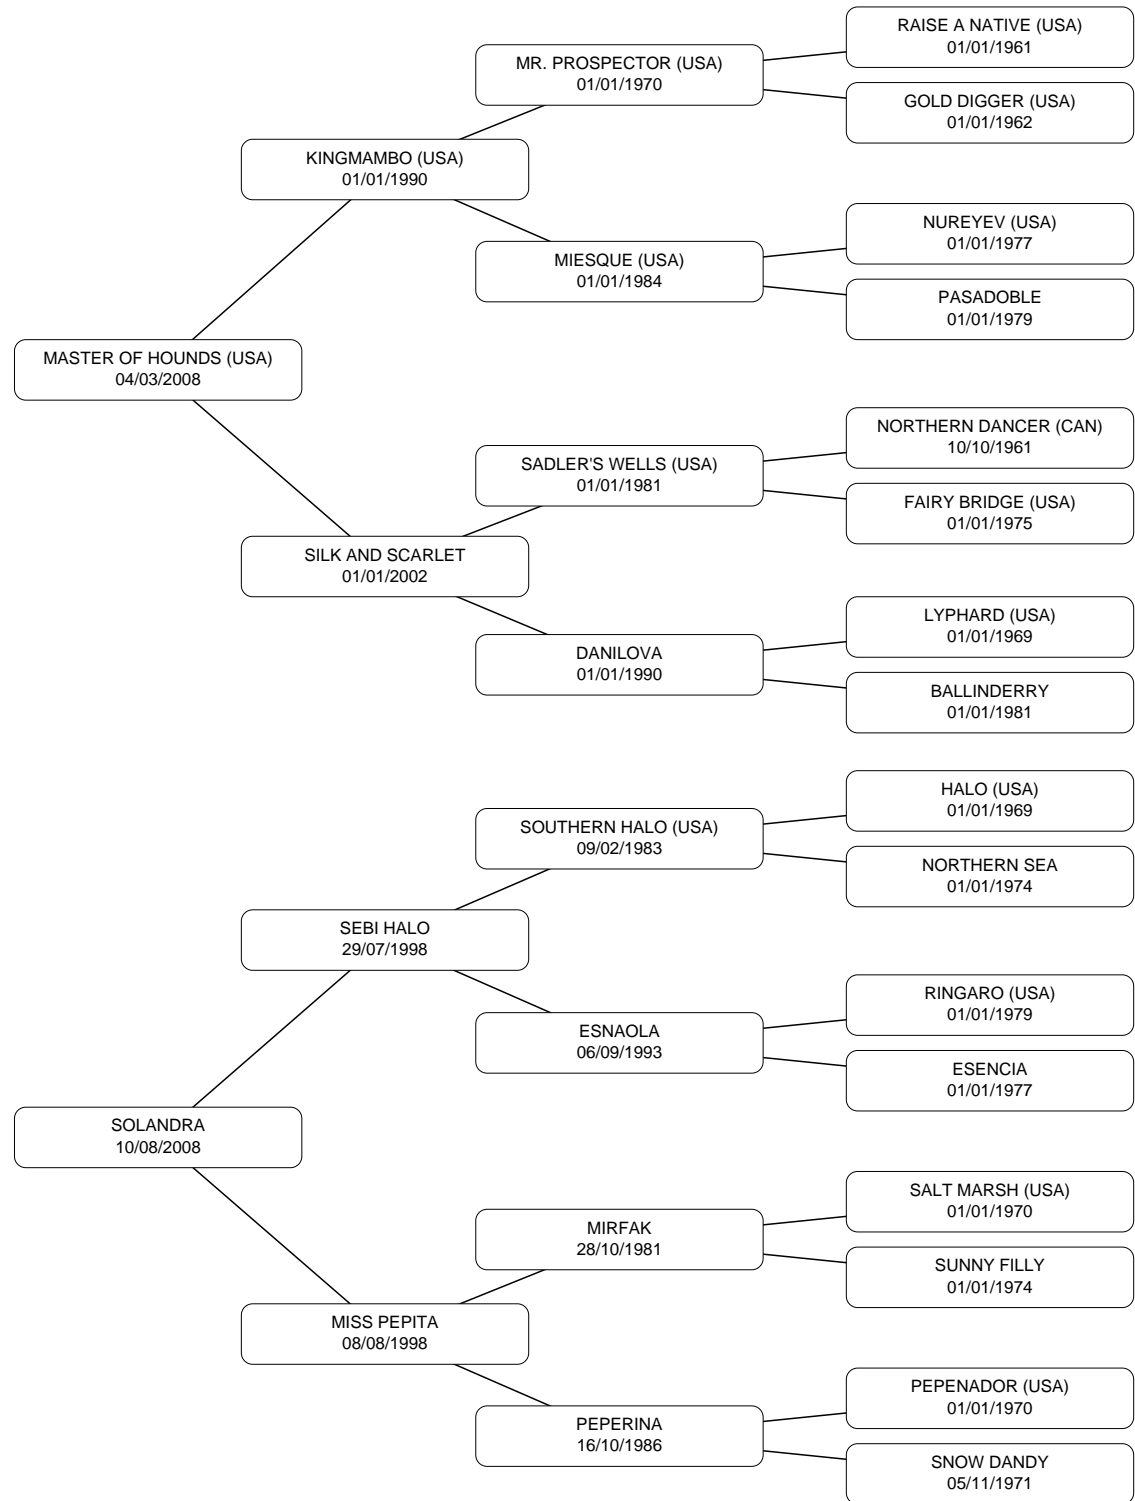 RAISE A NATIVE (USA)
01/01/1961
MR. PROSPECTOR (USA)
01/01/1970
GOLD DIGGER (USA)
01/01/1962
KINGMAMBO (USA)
01/01/1990
NUREYEV (USA)
01/01/1977
MIESQUE (USA)
01/01/1984
PASADOBLE
01/01/1979
MASTER OF HOUNDS (USA)
04/03/2008
NORTHERN DANCER (CAN)
10/10/1961
SADLER'S WELLS (USA)
01/01/1981
FAIRY BRIDGE (USA)
01/01/1975
SILK AND SCARLET
01/01/2002
LYPHARD (USA)
01/01/1969
DANILOVA
01/01/1990
BALLINDERRY
01/01/1981
HALO (USA)
01/01/1969
SOUTHERN HALO (USA)
09/02/1983
NORTHERN SEA
01/01/1974
SEBI HALO
29/07/1998
RINGARO (USA)
01/01/1979
ESNAOLA
06/09/1993
ESENCIA
01/01/1977
SOLANDRA
10/08/2008
SALT MARSH (USA)
01/01/1970
MIRFAK
28/10/1981
SUNNY FILLY
01/01/1974
MISS PEPITA
08/08/1998
PEPENADOR (USA)
01/01/1970
PEPERINA
16/10/1986
SNOW DANDY
05/11/1971